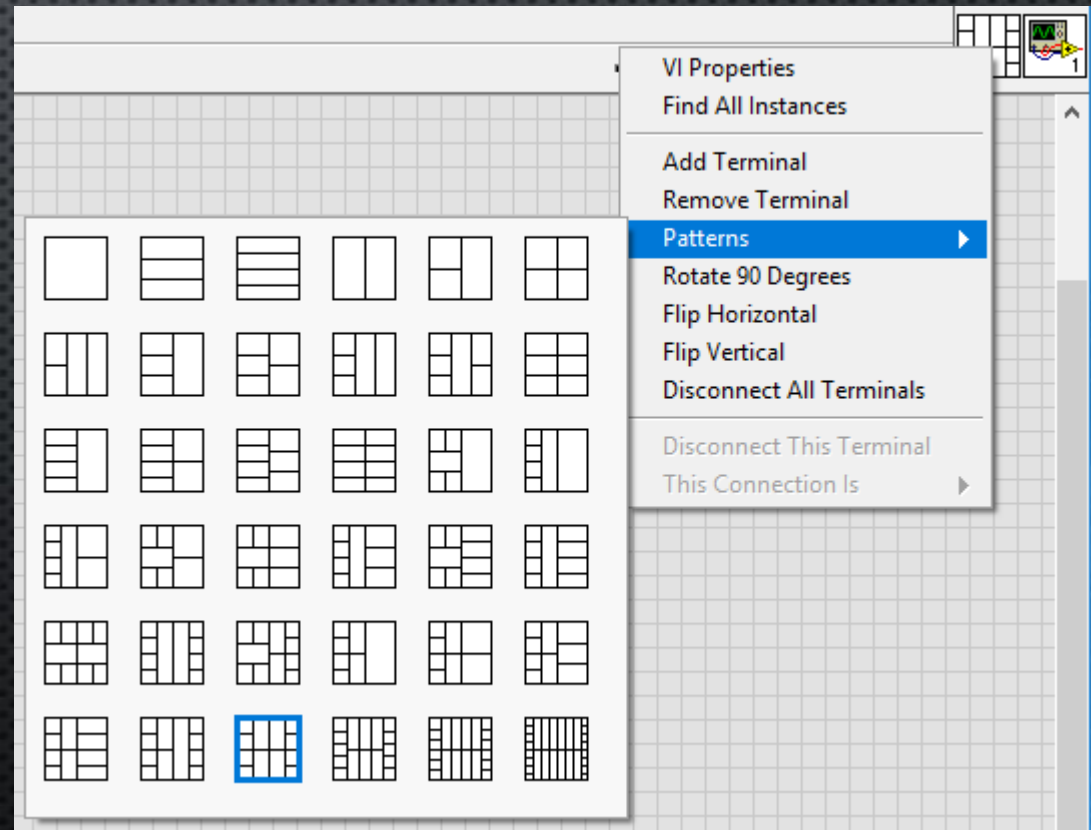 VI Properties
Find All Instances
Add Terminal
Remove Terminal
Patterns
Rotate 90 Degrees
Flip Horizontal
Flip Vertical
Disconnect All Terminals
Disconnect This Terminal
This Connection Is
1